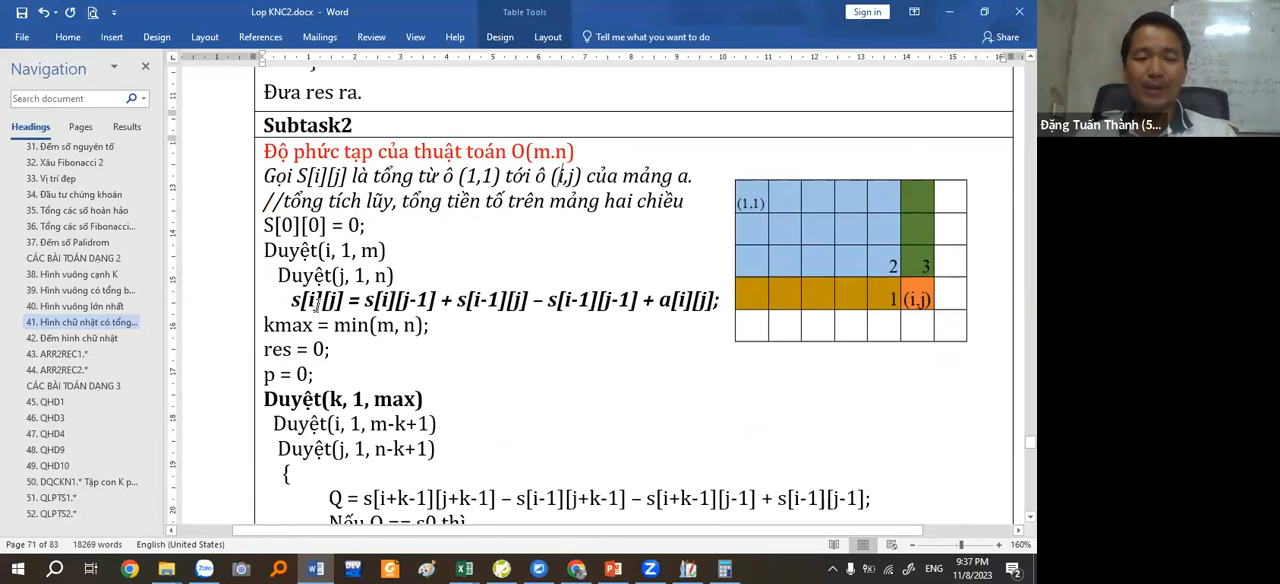 Lop KNC2.docx - Word
Table Tools
Sign in
File Home Insert Design Layout References Mailings Review View Help Design Layout Tell me what you want to do Share
Navigation
Search document
Headings Pages Results
31. Đếm số nguyên tố
32. Xâu Fibonacci 2
33. Vị trí đẹp
34. Đầu tư chứng khoán
35. Tổng các số hoàn hảo
36. Tổng các số Fibonacci...
37. Đếm số Palidrom
CÁC BÀI TOÁN DẠNG 2
38. Hình vuông cạnh K
39. Hình vuông có tổng b...
40. Hình vuông lớn nhất
41. Hình chữ nhật có tổng...
42. Đếm hình chữ nhật
43. ARR2REC1.*
44. ARR2REC2.*
CÁC BÀI TOÁN DẠNG 3
45. QHD1
46. QHD3
47. QHD4
48. QHD9
49. QHD10
50. DQCKN1.* Tập con K p...
51. QLPTS1.*
52. QLPTS2.*
Đưa res ra.
Subtask2
Độ phức tạp của thuật toán O(m.n)
Gọi S[i][j] là tổng từ ô (1,1) tới ô (i,j) của mảng a.
//tổng tích lũy, tổng tiền tố trên mảng hai chiều
S[0][0] = 0;
Duyệt(i, 1, m)
Duyệt(j, 1, n)
s[i][j] = s[i][j-1] + s[i-1][j] – s[i-1][j-1] + a[i][j];
kmax = min(m, n);
res = 0;
p = 0;
Duyệt(k, 1, max)
Duyệt(i, 1, m-k+1)
Duyệt(j, 1, n-k+1)
{
Q = s[i+k-1][j+k-1] – s[i-1][j+k-1] – s[i+k-1][j-1] + s[i-1][j-1];
Nếu Q == s0 thì
(1,1)
2 3
1 (i,j)
Đặng Tuấn Thành (5...
Page 71 of 83 18269 words English (United States) 160%
ENG
9:37 PM
11/8/2023